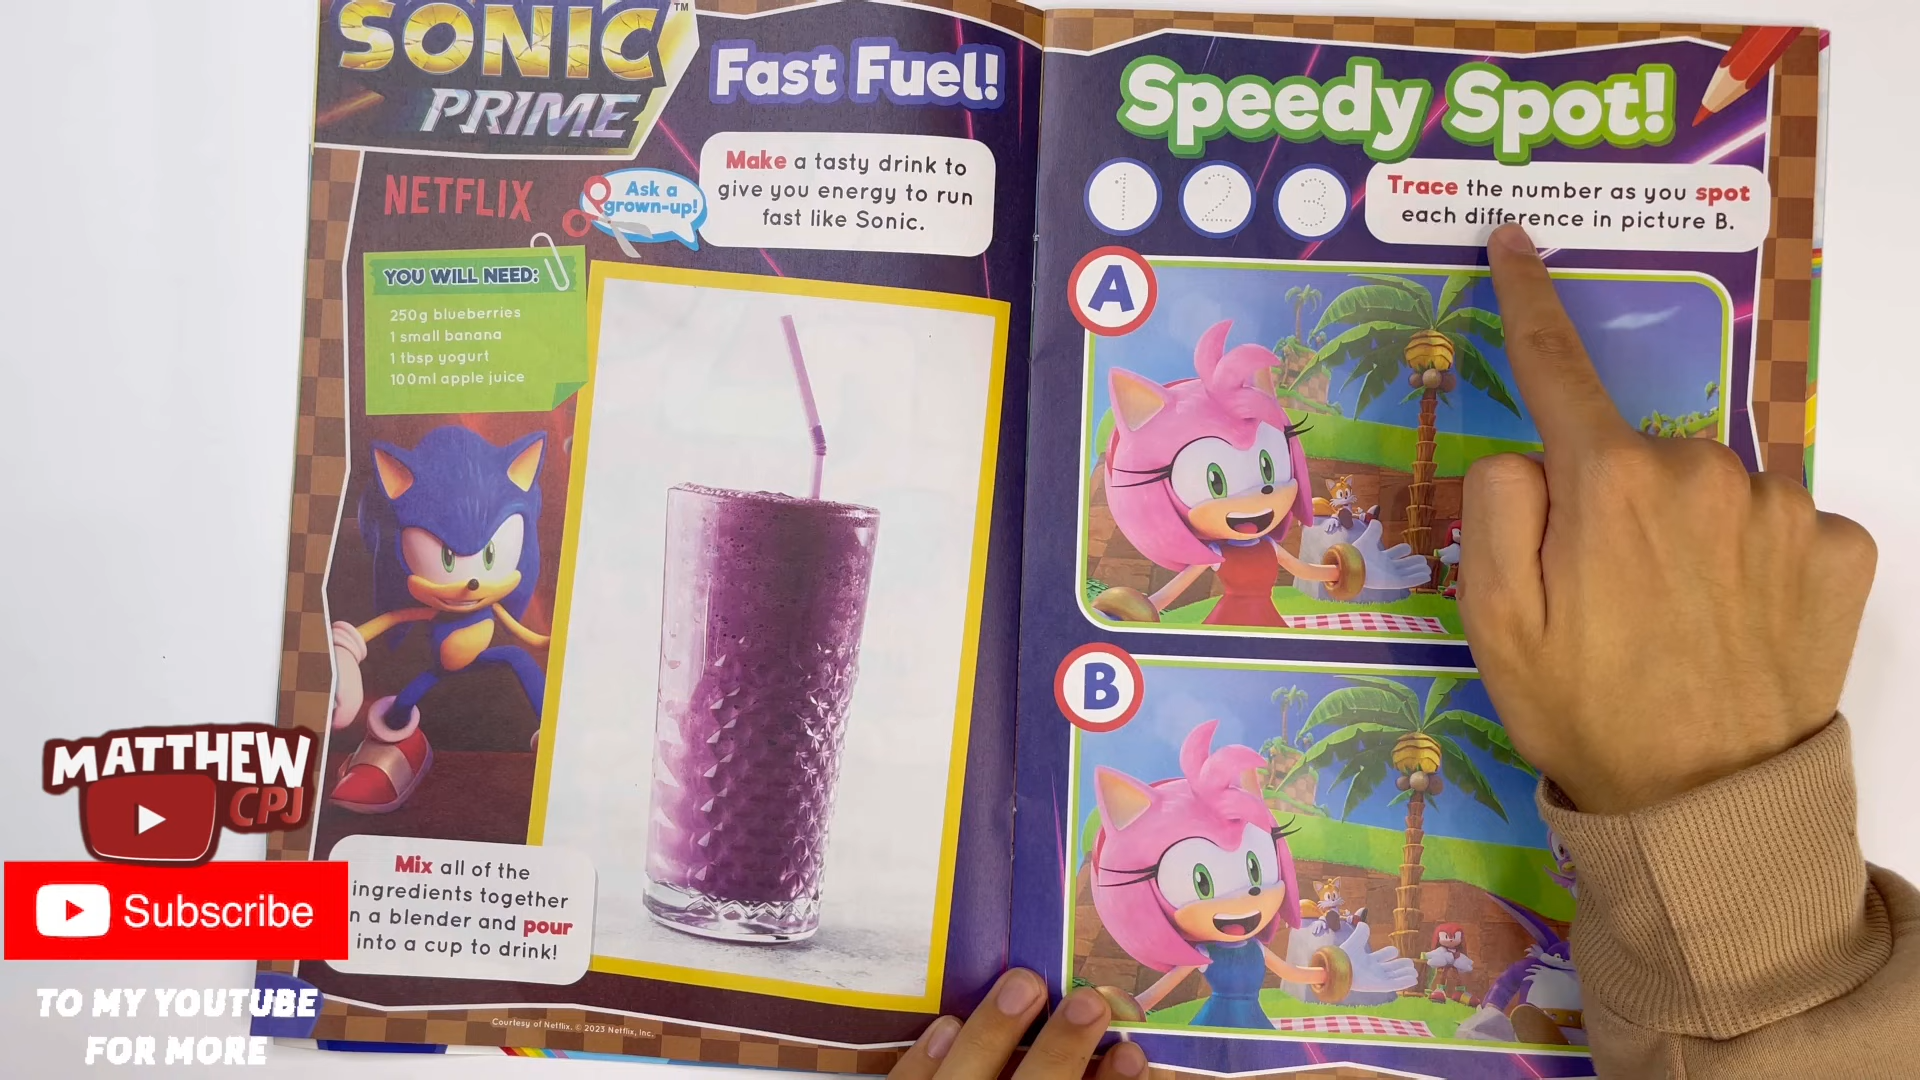 SONIC
PRIME
TM
NETFLIX
Fast Fuel!
Ask a
grown-up!
Make a tasty drink to
give you energy to run
fast like Sonic.
YOU WILL NEED:
250g blueberries
1 small banana
1 tbsp yogurt
100ml apple juice
Mix all of the
ingredients together
n a blender and pour
into a cup to drink!
Courtesy of Netflix. © 2023 Netflix, Inc.
Speedy Spot!
1 2 3
Trace the number as you spot
each difference in picture B.
A
B
MATTHEW
CPJ
Subscribe
TO MY YOUTUBE
FOR MORE